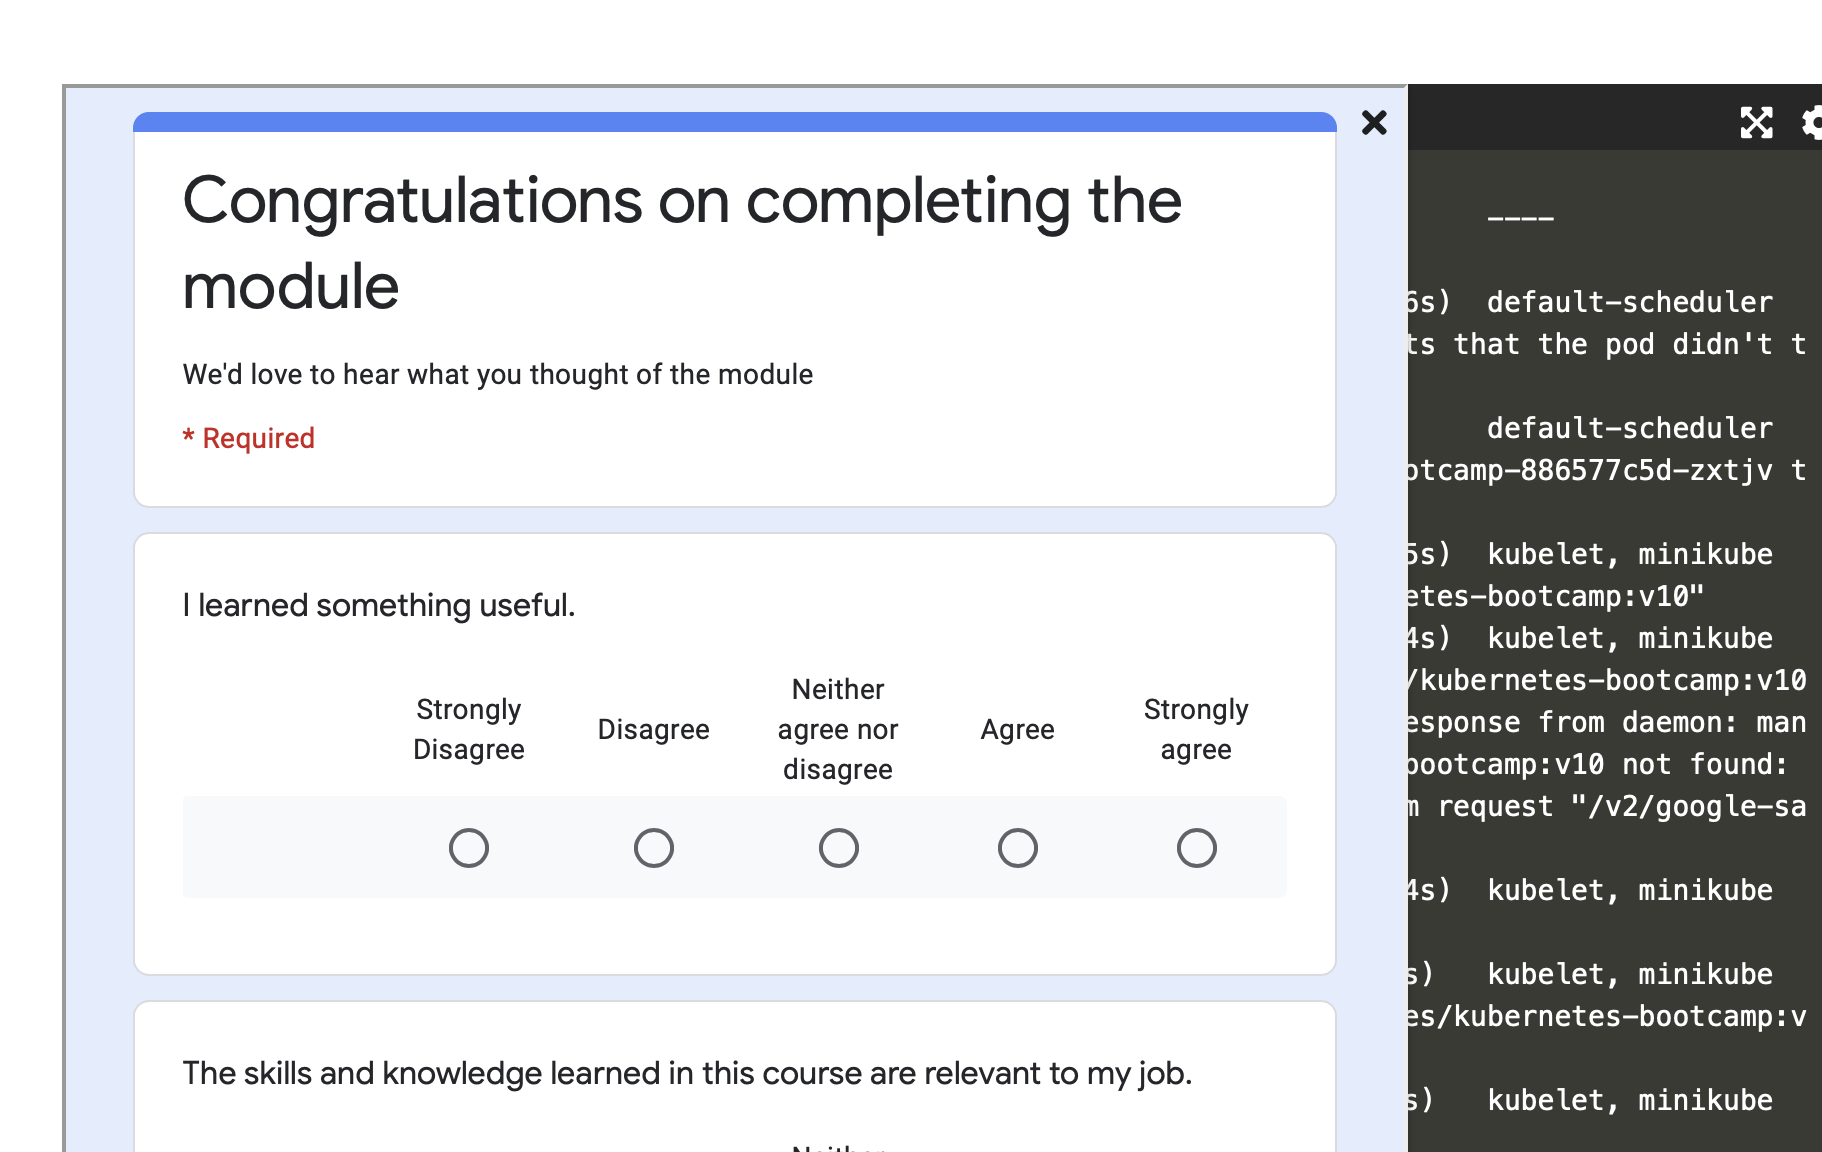 Congratulations on completing the
module
We'd love to hear what you thought of the module
* Required
I learned something useful.
Strongly
Disagree
Disagree
Neither
agree nor
disagree
Agree
Strongly
agree
The skills and knowledge learned in this course are relevant to my job.
Neither
----
6s) default-scheduler
ts that the pod didn't t
default-scheduler
otcamp-886577c5d-zxtjv t
5s) kubelet, minikube
etes-bootcamp:v10"
4s) kubelet, minikube
/kubernetes-bootcamp:v10
esponse from daemon: man
bootcamp:v10 not found:
m request "/v2/google-sa
4s) kubelet, minikube
s) kubelet, minikube
es/kubernetes-bootcamp:v
s) kubelet, minikube